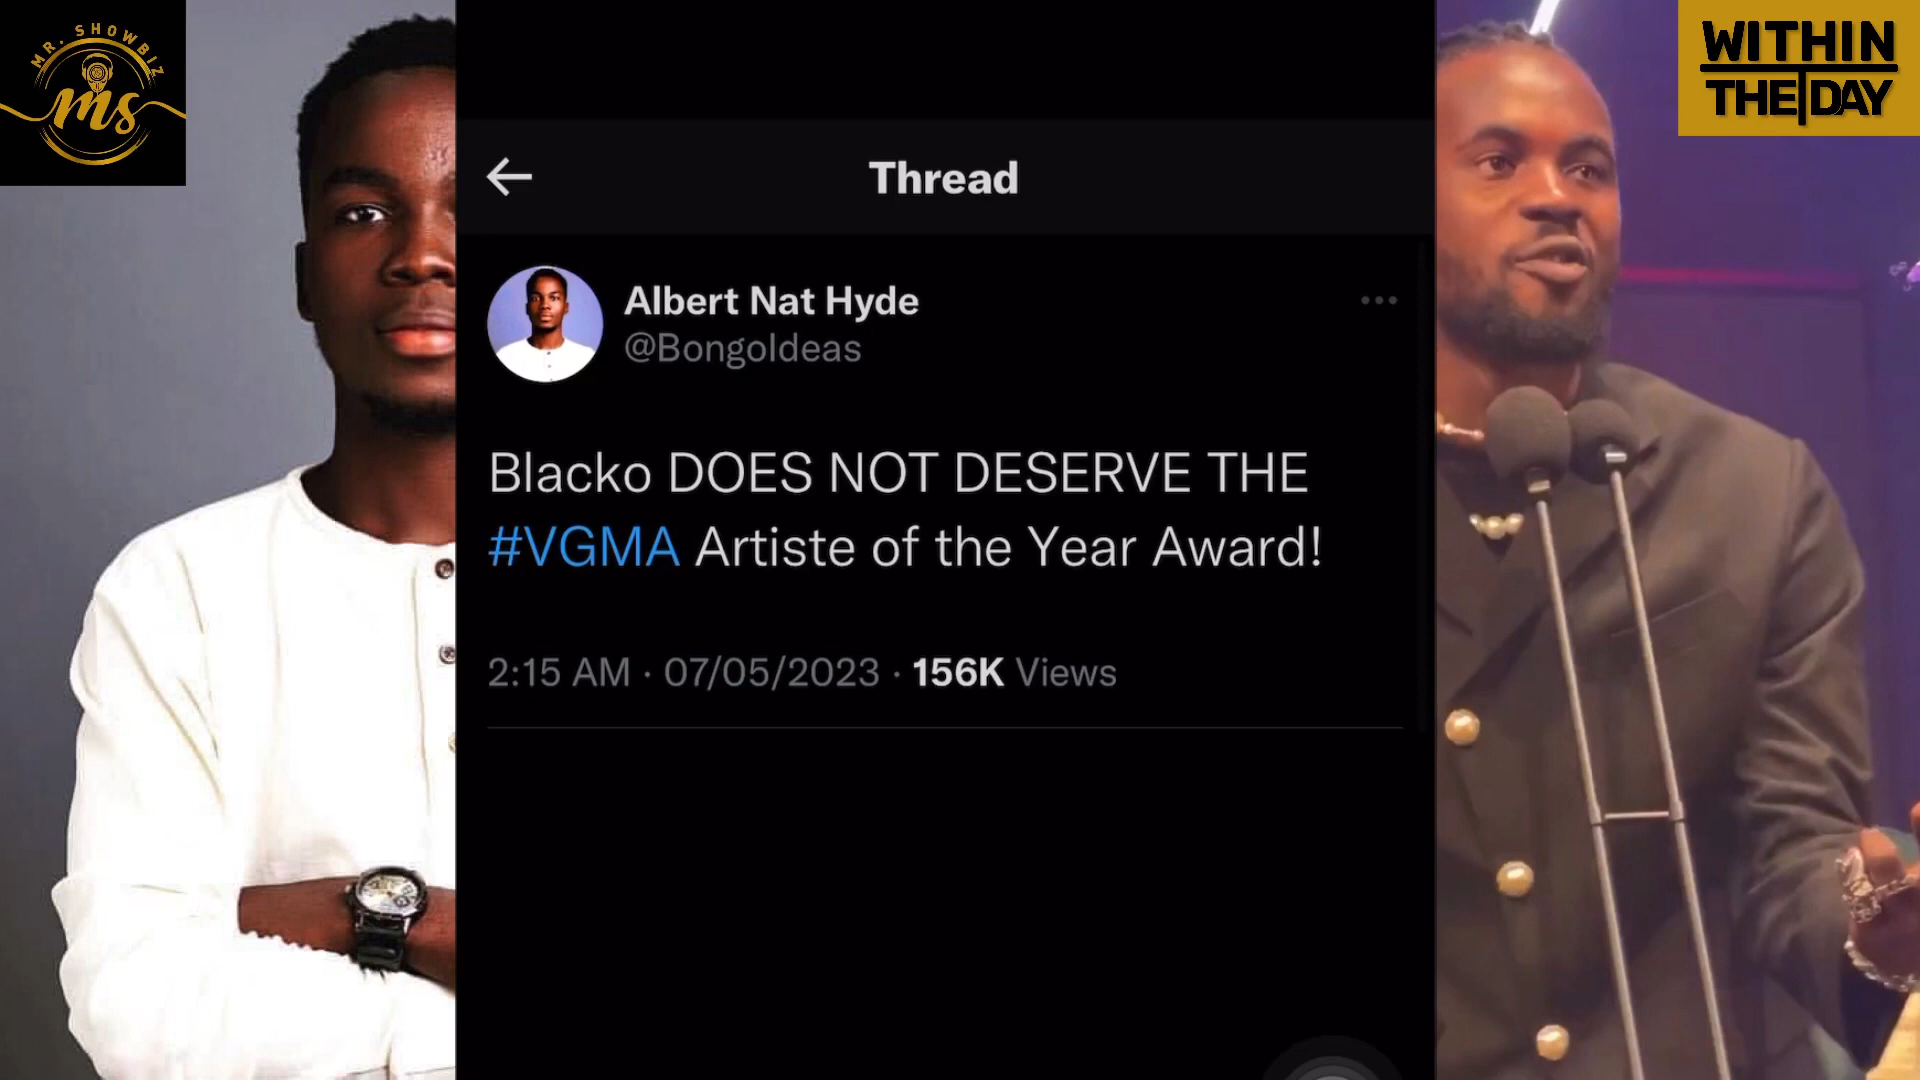 MR. SHOWBIZ
ms
WITHIN
THE DAY
Thread
Albert Nat Hyde
@BongoIdeas
Blacko DOES NOT DESERVE THE
#VGMA Artiste of the Year Award!
2:15 AM · 07/05/2023 · 156K Views